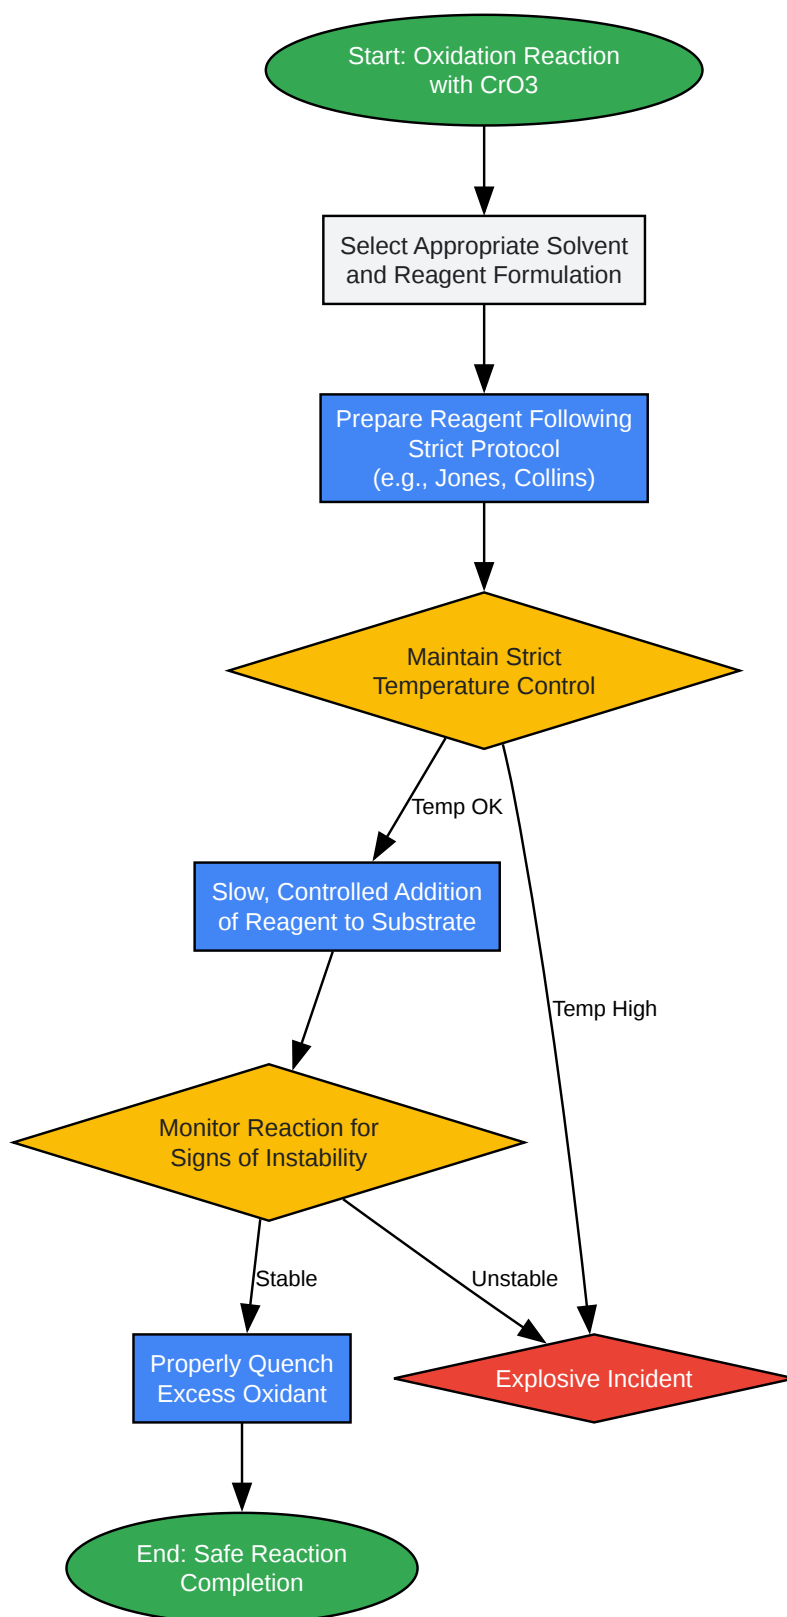 Start: Oxidation Reaction
with CrO3
Select Appropriate Solvent
and Reagent Formulation
Prepare Reagent Following
Strict Protocol
(e.g., Jones, Collins)
Maintain Strict
Temperature Control
Temp OK
Slow, Controlled Addition
of Reagent to Substrate
Temp High
Monitor Reaction for
Signs of Instability
Stable
Unstable
Properly Quench
Excess Oxidant
Explosive Incident
End: Safe Reaction
Completion